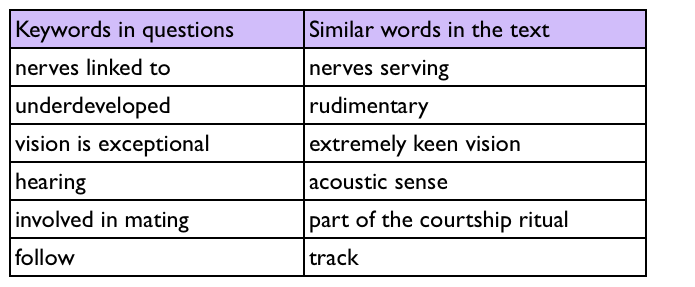 Keywords in questions Similar words in the text
nerves linked to nerves serving
underdeveloped rudimentary
vision is exceptional extremely keen vision
hearing acoustic sense
involved in mating part of the courtship ritual
follow track